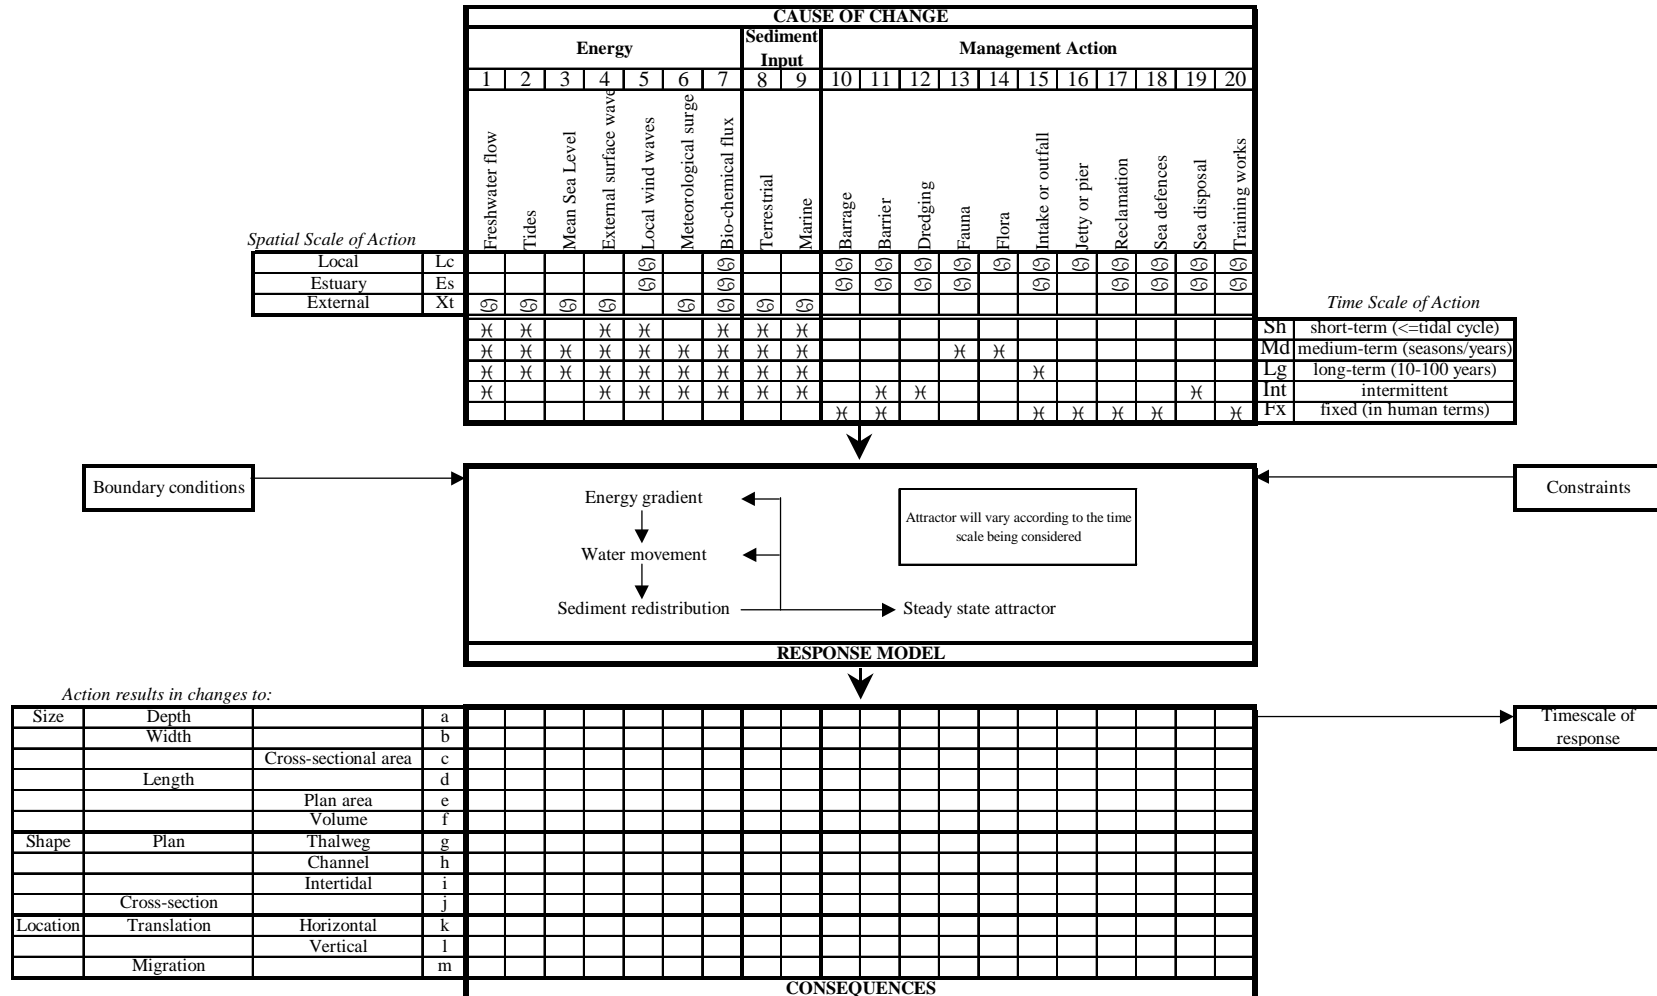 CAUSE OF CHANGE
Energy
Sediment
Input
Management Action
1 2 3 4 5 6 7 8 9 10 11 12 13 14 15 16 17 18 19 20
Freshwater flow
Tides
Mean Sea Level
External surface wave
Local wind waves
Meteorological surge
Bio-chemical flux
Terrestrial
Marine
Barrage
Barrier
Dredging
Fauna
Flora
Intake or outfall
Jetty or pier
Reclamation
Sea defences
Sea disposal
Training works
Spatial Scale of Action
Local Lc ♋ ♋ ♋ ♋ ♋ ♋ ♋ ♋ ♋ ♋ ♋ ♋ ♋
Estuary Es ♋ ♋ ♋ ♋ ♋ ♋ ♋ ♋ ♋ ♋ ♋
External Xt ♋ ♋ ♋ ♋ ♋ ♋ ♋ ♋
Time Scale of Action
♓ ♓ ♓ ♓ ♓ ♓ ♓ Sh short-term (<=tidal cycle)
♓ ♓ ♓ ♓ ♓ ♓ ♓ ♓ ♓ ♓ ♓ Md medium-term (seasons/years)
♓ ♓ ♓ ♓ ♓ ♓ ♓ ♓ ♓ ♓ Lg long-term (10-100 years)
♓ ♓ ♓ ♓ ♓ ♓ ♓ ♓ ♓ ♓ Int intermittent
♓ ♓ ♓ ♓ ♓ ♓ ♓ Fx fixed (in human terms)
Boundary conditions
Energy gradient
Water movement
Sediment redistribution
Attractor will vary according to the time
scale being considered
Steady state attractor
Constraints
RESPONSE MODEL
Action results in changes to:
Size Depth a
Width b
Cross-sectional area c
Length d
Plan area e
Volume f
Shape Plan Thalweg g
Channel h
Intertidal i
Cross-section j
Location Translation Horizontal k
Vertical l
Migration m
Timescale of
response
CONSEQUENCES